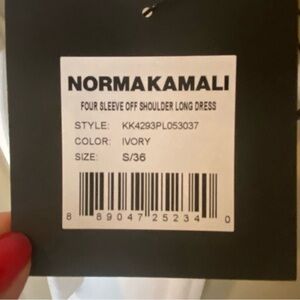 NORMAKAMALI
FOUR SLEEVE OFF SHOULDER LONG DRESS
STYLE: KK4293PL053037
COLOR: IVORY
SIZE: S/36
8 89047 25234 0